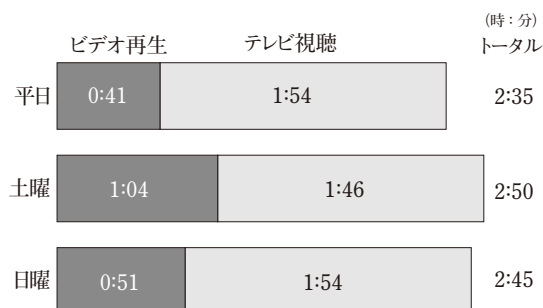 (時：分)
ビデオ再生 テレビ視聴 トータル
平日 0:41 1:54 2:35
土曜 1:04 1:46 2:50
日曜 0:51 1:54 2:45